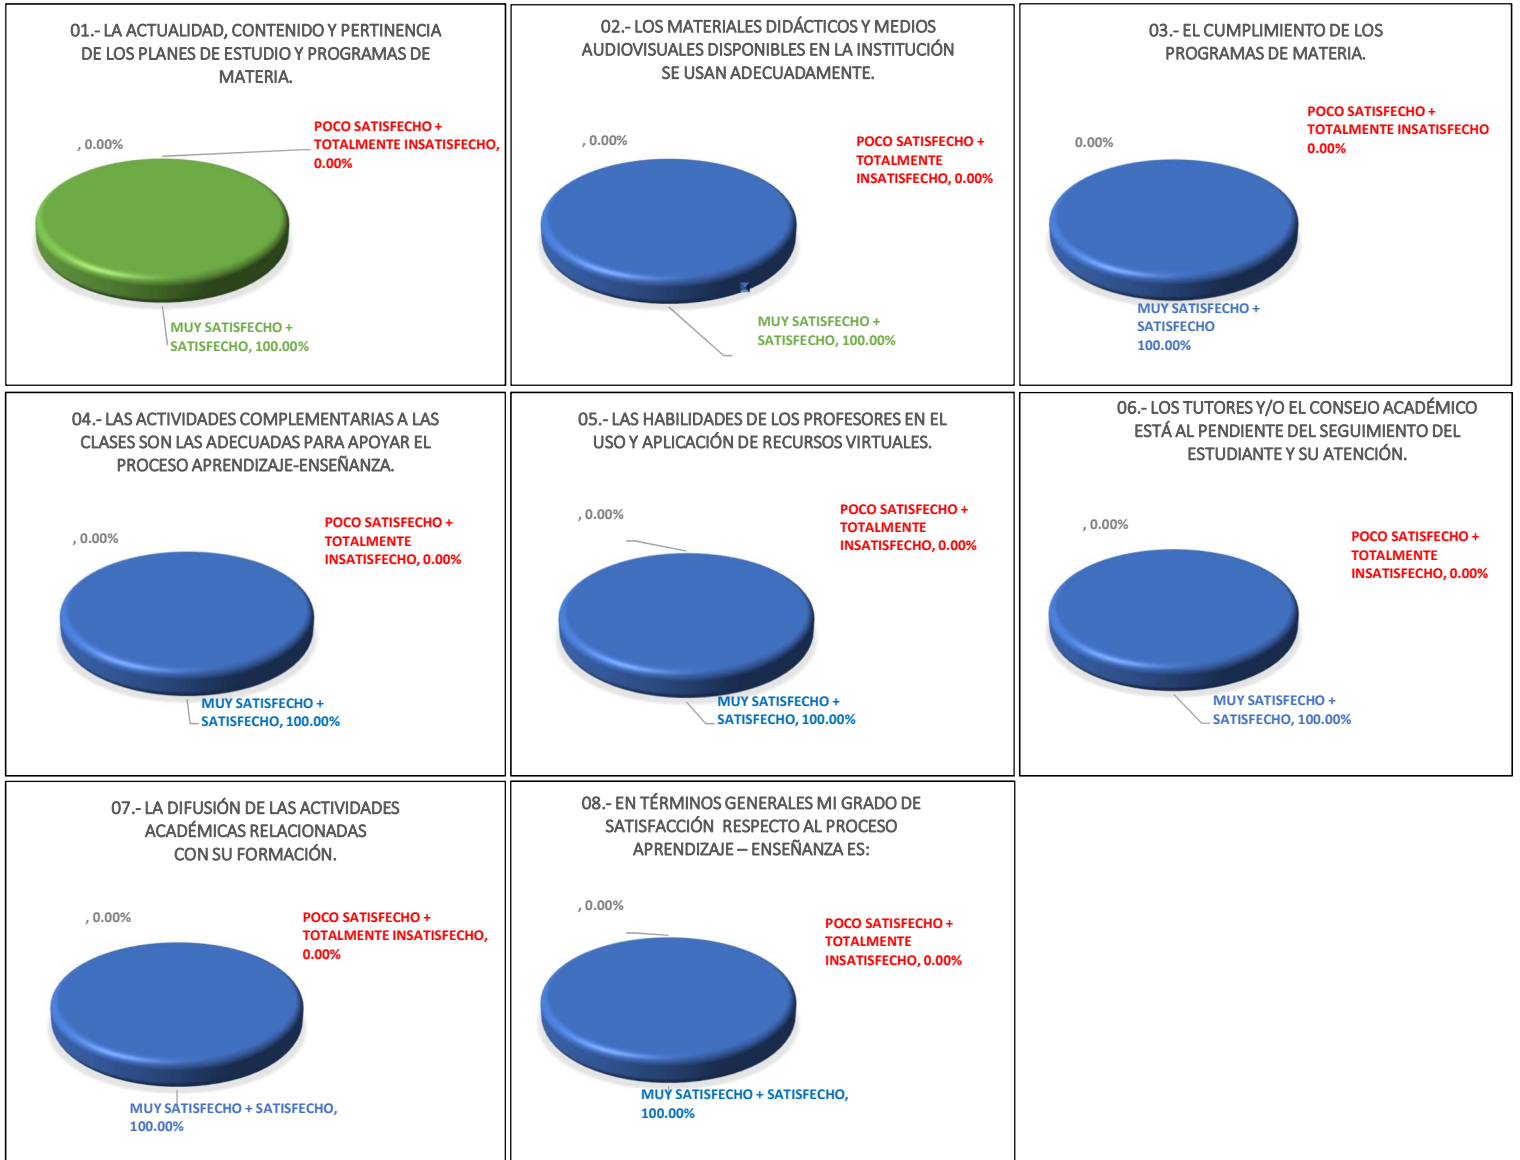 01.- LA ACTUALIDAD, CONTENIDO Y PERTINENCIA
DE LOS PLANES DE ESTUDIO Y PROGRAMAS DE
MATERIA.
, 0.00%
POCO SATISFECHO +
TOTALMENTE INSATISFECHO,
0.00%
MUY SATISFECHO +
SATISFECHO, 100.00%
02.- LOS MATERIALES DIDÁCTICOS Y MEDIOS
AUDIOVISUALES DISPONIBLES EN LA INSTITUCIÓN
SE USAN ADECUADAMENTE.
, 0.00%
POCO SATISFECHO +
TOTALMENTE
INSATISFECHO, 0.00%
MUY SATISFECHO +
SATISFECHO, 100.00%
03.- EL CUMPLIMIENTO DE LOS
PROGRAMAS DE MATERIA.
0.00%
POCO SATISFECHO +
TOTALMENTE INSATISFECHO
0.00%
MUY SATISFECHO +
SATISFECHO
100.00%
04.- LAS ACTIVIDADES COMPLEMENTARIAS A LAS
CLASES SON LAS ADECUADAS PARA APOYAR EL
PROCESO APRENDIZAJE-ENSEÑANZA.
, 0.00%
POCO SATISFECHO +
TOTALMENTE
INSATISFECHO, 0.00%
MUY SATISFECHO +
SATISFECHO, 100.00%
05.- LAS HABILIDADES DE LOS PROFESORES EN EL
USO Y APLICACIÓN DE RECURSOS VIRTUALES.
, 0.00%
POCO SATISFECHO +
TOTALMENTE
INSATISFECHO, 0.00%
MUY SATISFECHO +
SATISFECHO, 100.00%
06.- LOS TUTORES Y/O EL CONSEJO ACADÉMICO
ESTÁ AL PENDIENTE DEL SEGUIMIENTO DEL
ESTUDIANTE Y SU ATENCIÓN.
, 0.00%
POCO SATISFECHO +
TOTALMENTE
INSATISFECHO, 0.00%
MUY SATISFECHO +
SATISFECHO, 100.00%
07.- LA DIFUSIÓN DE LAS ACTIVIDADES
ACADÉMICAS RELACIONADAS
CON SU FORMACIÓN.
, 0.00%
POCO SATISFECHO +
TOTALMENTE INSATISFECHO,
0.00%
MUY SATISFECHO + SATISFECHO,
100.00%
08.- EN TÉRMINOS GENERALES MI GRADO DE
SATISFACCIÓN RESPECTO AL PROCESO
APRENDIZAJE – ENSEÑANZA ES:
, 0.00%
POCO SATISFECHO +
TOTALMENTE
INSATISFECHO, 0.00%
MUY SATISFECHO + SATISFECHO,
100.00%